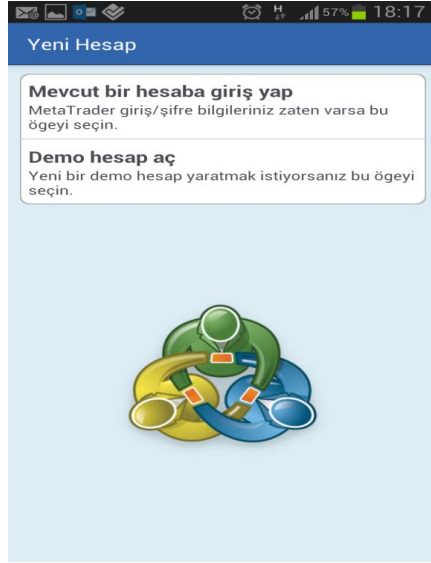 57% 18:17
Yeni Hesap
Mevcut bir hesaba giriş yap
MetaTrader giriş/şifre bilgileriniz zaten varsa bu
ögeyi seçin.
Demo hesap aç
Yeni bir demo hesap yaratmak istiyorsanız bu ögeyi
seçin.